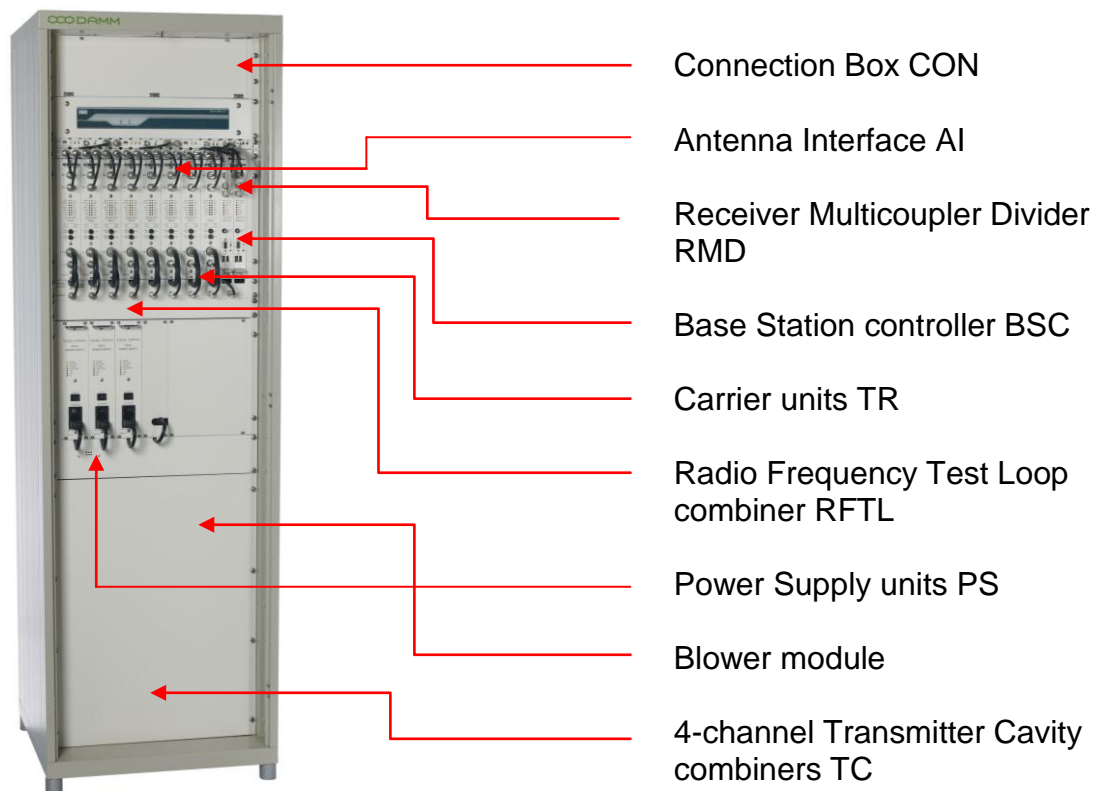 DAMM
Connection Box CON
Antenna Interface AI
Receiver Multicoupler Divider
RMD
Base Station controller BSC
Carrier units TR
Radio Frequency Test Loop
combiner RFTL
Power Supply units PS
Blower module
4-channel Transmitter Cavity
combiners TC